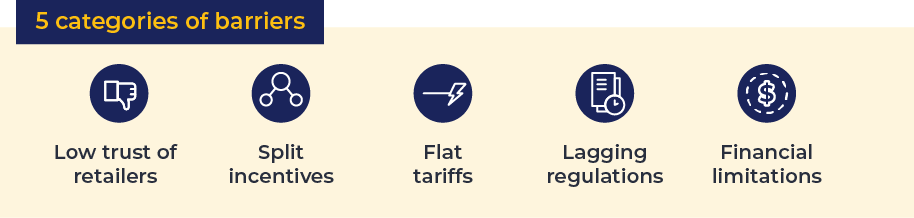 5 categories of barriers
Low trust of
retailers
Split
incentives
Flat
tariffs
Lagging
regulations
Financial
limitations